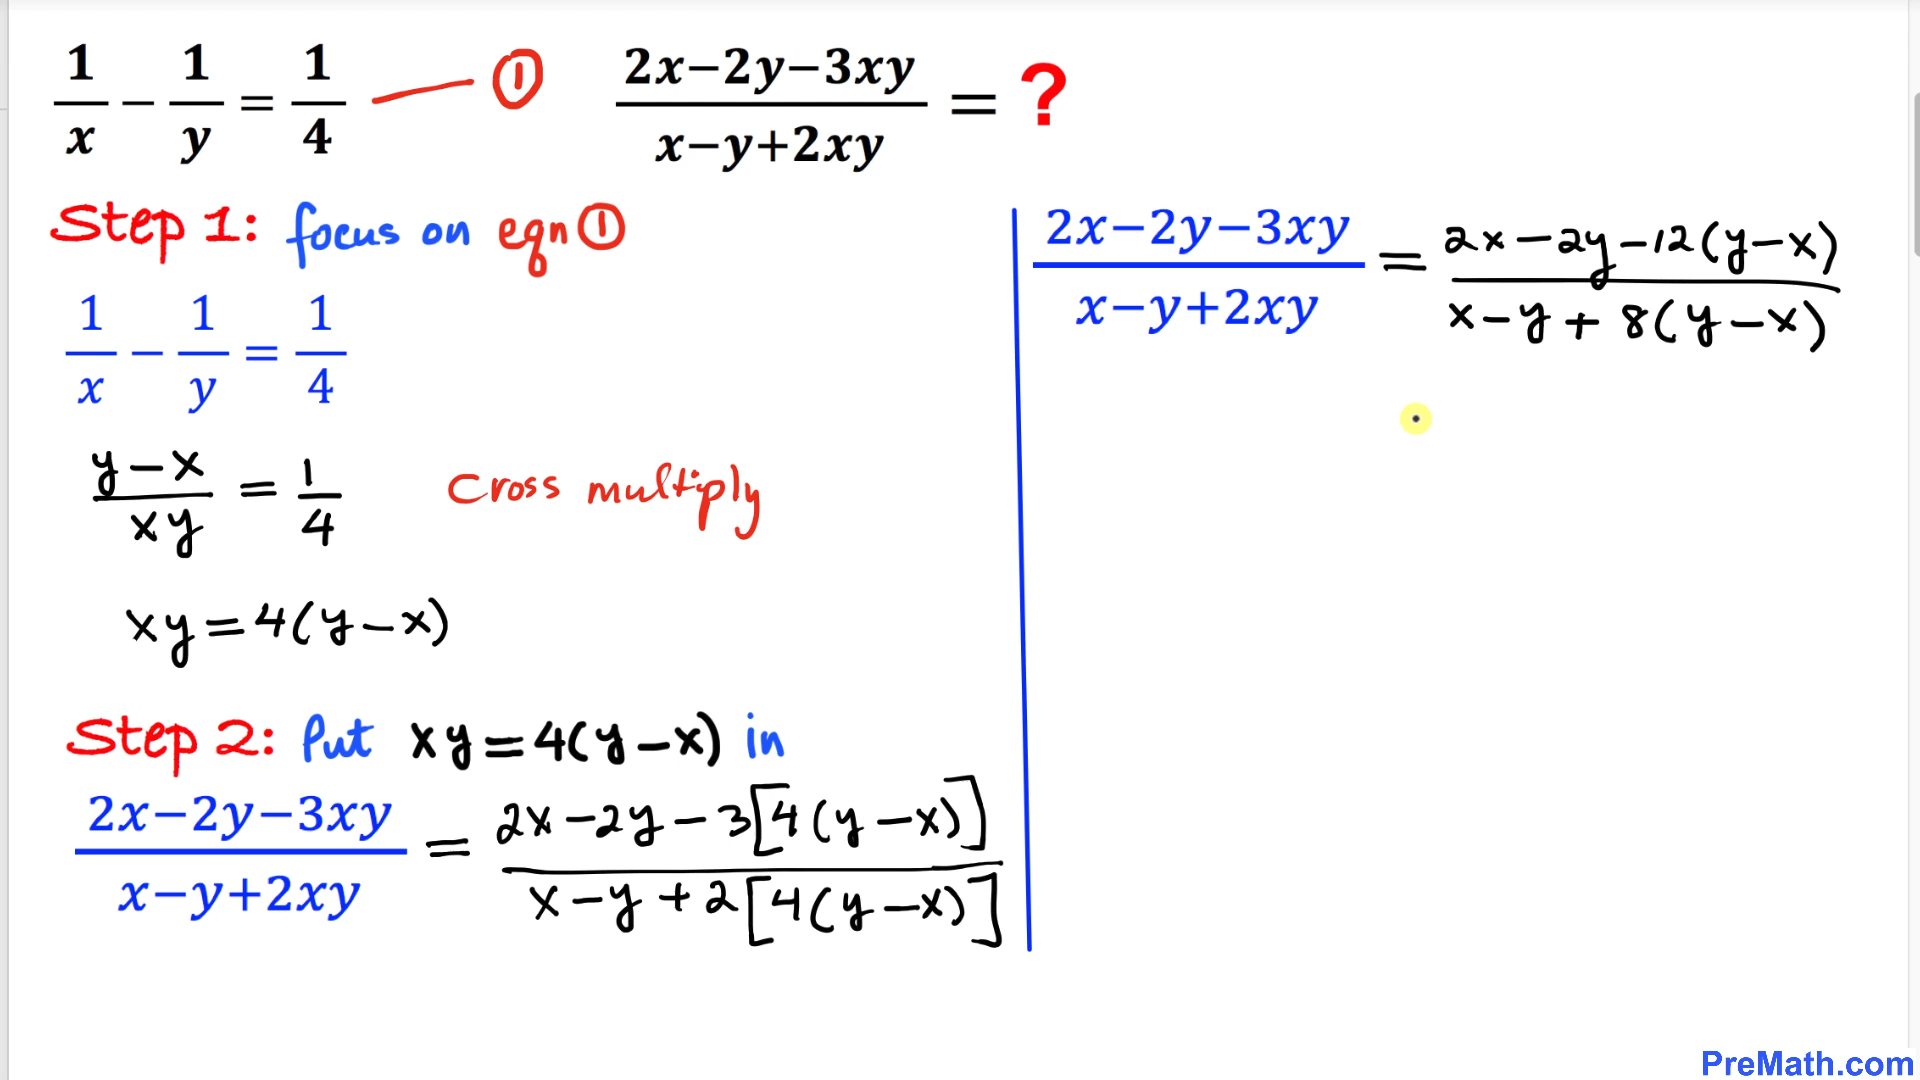 1/x − 1/y = 1/4 — ① (2x−2y−3xy)/(x−y+2xy) = ?
Step 1: focus on eqn ①
1/x − 1/y = 1/4
(y−x)/(xy) = 1/4 Cross multiply
xy = 4(y−x)
Step 2: Put xy = 4(y−x) in
(2x−2y−3xy)/(x−y+2xy) = (2x−2y−3[4(y−x)])/(x−y+2[4(y−x)])
(2x−2y−3xy)/(x−y+2xy) = (2x−2y−12(y−x))/(x−y+8(y−x))
PreMath.com